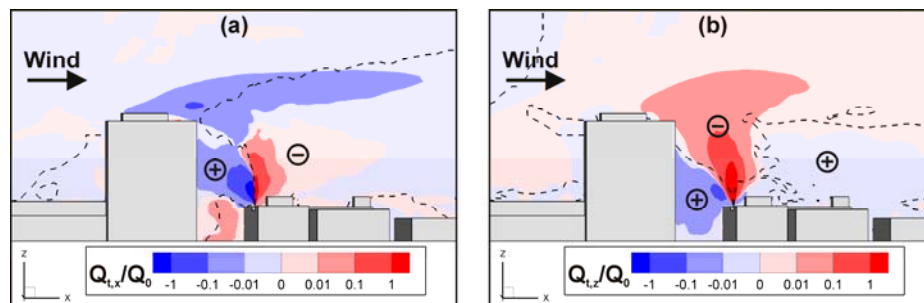 (a)
Wind
+
−
z
x
Qt,x/Q0
-1 -0.1 -0.01 0 0.01 0.1 1
(b)
Wind
−
+
+
z
x
Qt,z/Q0
-1 -0.1 -0.01 0 0.01 0.1 1